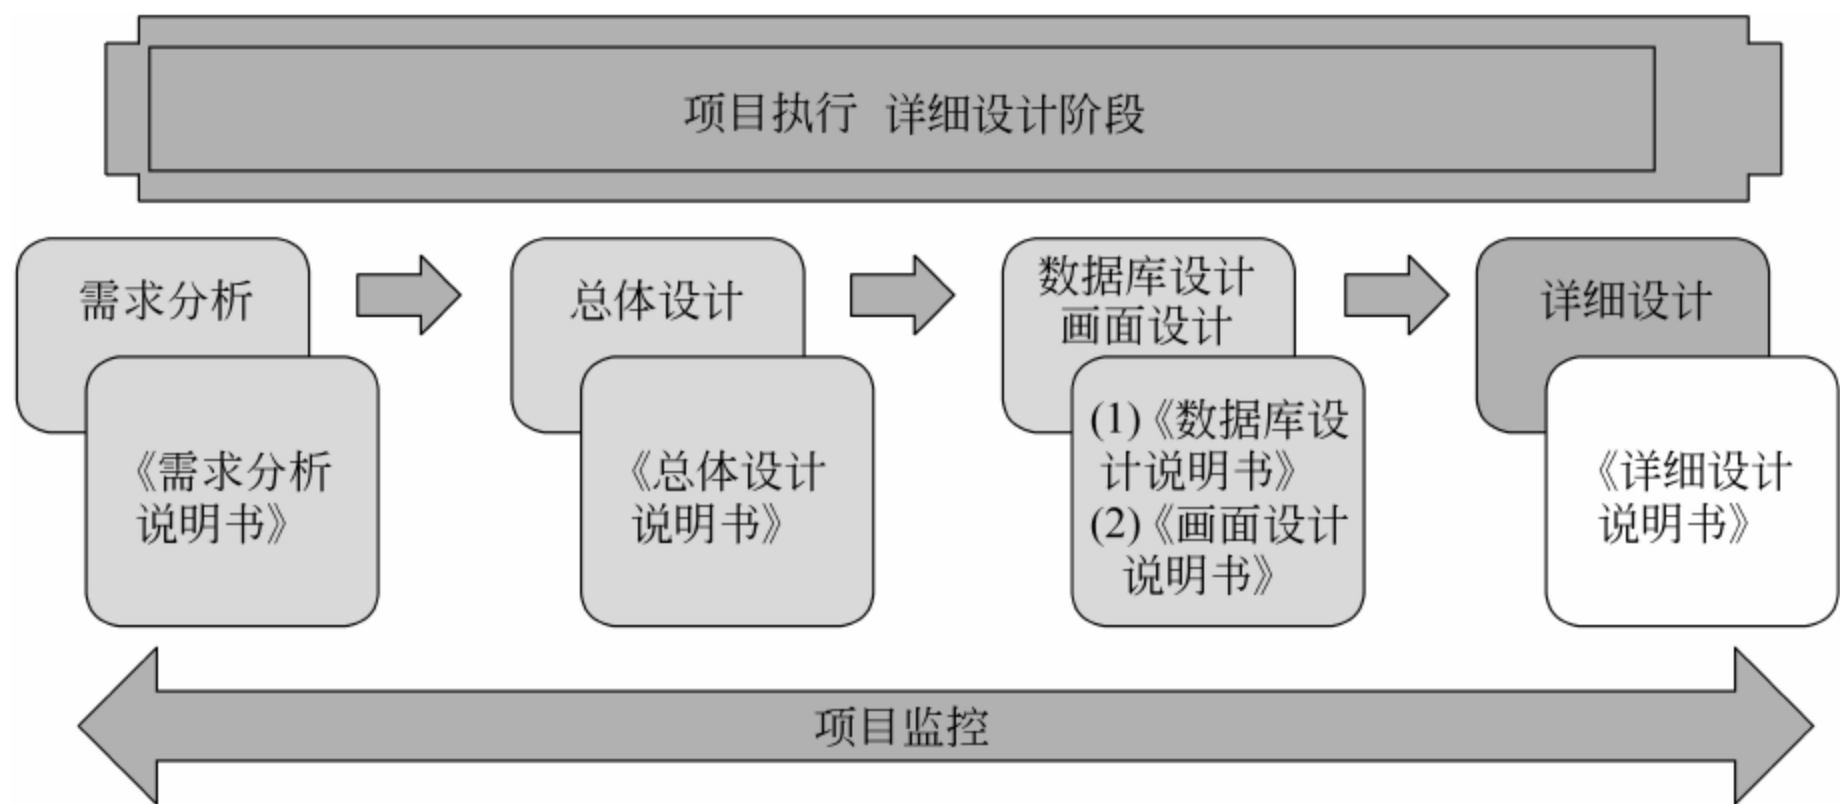 项目执行 详细设计阶段
需求分析
《需求分析
说明书》
总体设计
《总体设计
说明书》
数据库设计
画面设计
(1)《数据库设
计说明书》
(2)《画面设计
说明书》
详细设计
《详细设计
说明书》
项目监控